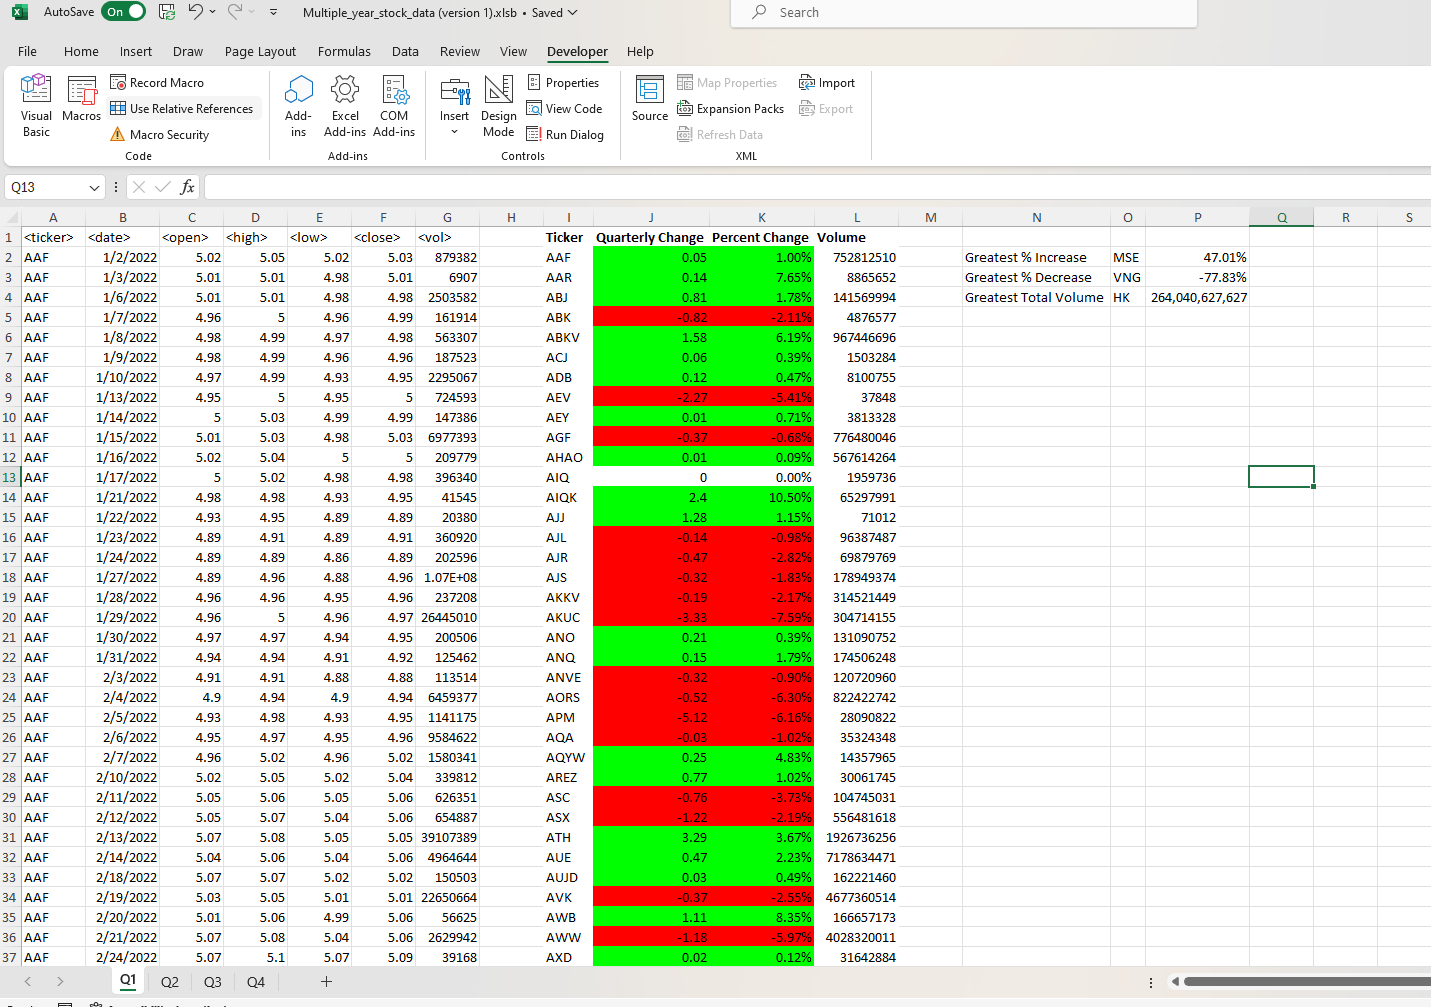 AutoSave On Multiple_year_stock_data (version 1).xlsb • Saved Search
File Home Insert Draw Page Layout Formulas Data Review View Developer Help
Visual Basic
Macros
Record Macro
Use Relative References
Macro Security
Code
Add-ins
Excel Add-ins
COM Add-ins
Add-ins
Insert
Design Mode
Properties
View Code
Run Dialog
Controls
Source
Map Properties
Expansion Packs
Refresh Data
Import
Export
XML
Q13 fx
A B C D E F G H I J K L M N O P Q R S
1 <ticker> <date> <open> <high> <low> <close> <vol> Ticker Quarterly Change Percent Change Volume
2 AAF 1/2/2022 5.02 5.05 5.02 5.03 879382 AAF 0.05 1.00% 752812510 Greatest % Increase MSE 47.01%
3 AAF 1/3/2022 5.01 5.01 4.98 5.01 6907 AAR 0.14 7.65% 8865652 Greatest % Decrease VNG -77.83%
4 AAF 1/6/2022 5.01 5.01 4.98 4.98 2503582 ABJ 0.81 1.78% 141569994 Greatest Total Volume HK 264,040,627,627
5 AAF 1/7/2022 4.96 5 4.96 4.99 161914 ABK -0.82 -2.11% 4876577
6 AAF 1/8/2022 4.98 4.99 4.97 4.98 563307 ABKV 1.58 6.19% 967446696
7 AAF 1/9/2022 4.98 4.99 4.96 4.96 187523 ACJ 0.06 0.39% 1503284
8 AAF 1/10/2022 4.97 4.99 4.93 4.95 2295067 ADB 0.12 0.47% 8100755
9 AAF 1/13/2022 4.95 5 4.95 5 724593 AEV -2.27 -5.41% 37848
10 AAF 1/14/2022 5 5.03 4.99 4.99 147386 AEY 0.01 0.71% 3813328
11 AAF 1/15/2022 5.01 5.03 4.98 5.03 6977393 AGF -0.37 -0.68% 776480046
12 AAF 1/16/2022 5.02 5.04 5 5 209779 AHAO 0.01 0.09% 567614264
13 AAF 1/17/2022 5 5.02 4.98 4.98 396340 AIQ 0 0.00% 1959736
14 AAF 1/21/2022 4.98 4.98 4.93 4.95 41545 AIQK 2.4 10.50% 65297991
15 AAF 1/22/2022 4.93 4.95 4.89 4.89 20380 AJJ 1.28 1.15% 71012
16 AAF 1/23/2022 4.89 4.91 4.89 4.91 360920 AJL -0.14 -0.98% 96387487
17 AAF 1/24/2022 4.89 4.89 4.86 4.89 202596 AJR -0.47 -2.82% 69879769
18 AAF 1/27/2022 4.89 4.96 4.88 4.96 1.07E+08 AJS -0.32 -1.83% 178949374
19 AAF 1/28/2022 4.96 4.96 4.95 4.96 237208 AKKV -0.19 -2.17% 314521449
20 AAF 1/29/2022 4.96 5 4.96 4.97 26445010 AKUC -3.33 -7.59% 304714155
21 AAF 1/30/2022 4.97 4.97 4.94 4.95 200506 ANO 0.21 0.39% 131090752
22 AAF 1/31/2022 4.94 4.94 4.91 4.92 125462 ANQ 0.15 1.79% 174506248
23 AAF 2/3/2022 4.91 4.91 4.88 4.88 113514 ANVE -0.32 -0.90% 120720960
24 AAF 2/4/2022 4.9 4.94 4.9 4.94 6459377 AORS -0.52 -6.30% 822422742
25 AAF 2/5/2022 4.93 4.98 4.93 4.95 1141175 APM -5.12 -6.16% 28090822
26 AAF 2/6/2022 4.95 4.97 4.95 4.96 9584622 AQA -0.03 -1.02% 35324348
27 AAF 2/7/2022 4.96 5.02 4.96 5.02 1580341 AQYW 0.25 4.83% 14357965
28 AAF 2/10/2022 5.02 5.05 5.02 5.04 339812 AREZ 0.77 1.02% 30061745
29 AAF 2/11/2022 5.05 5.06 5.05 5.06 626351 ASC -0.76 -3.73% 104745031
30 AAF 2/12/2022 5.05 5.07 5.04 5.06 654887 ASX -1.22 -2.19% 556481618
31 AAF 2/13/2022 5.07 5.08 5.05 5.05 39107389 ATH 3.29 3.67% 1926736256
32 AAF 2/14/2022 5.04 5.06 5.04 5.06 4964644 AUE 0.47 2.23% 7178634471
33 AAF 2/18/2022 5.07 5.07 5.02 5.02 150503 AUJD 0.03 0.49% 162221460
34 AAF 2/19/2022 5.03 5.05 5.01 5.01 22650664 AVK -0.37 -2.55% 4677360514
35 AAF 2/20/2022 5.01 5.06 4.99 5.06 56625 AWB 1.11 8.35% 166657173
36 AAF 2/21/2022 5.07 5.08 5.04 5.06 2629942 AWW -1.18 -5.97% 4028320011
37 AAF 2/24/2022 5.07 5.1 5.07 5.09 39168 AXD 0.02 0.12% 31642884
Q1 Q2 Q3 Q4